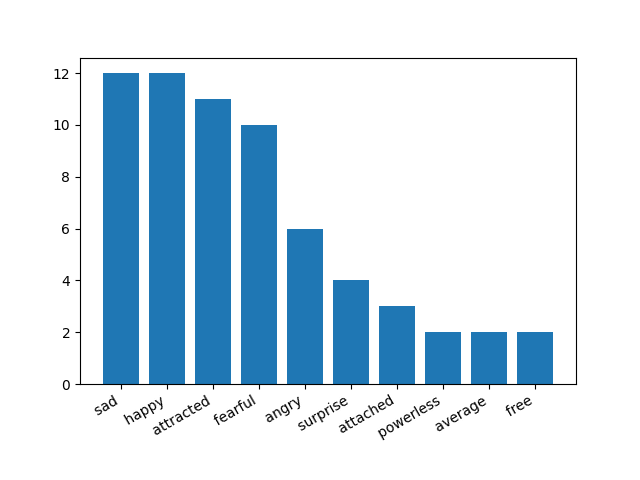 12
10
8
6
4
2
0
sad
happy
attracted
fearful
angry
surprise
attached
powerless
average
free